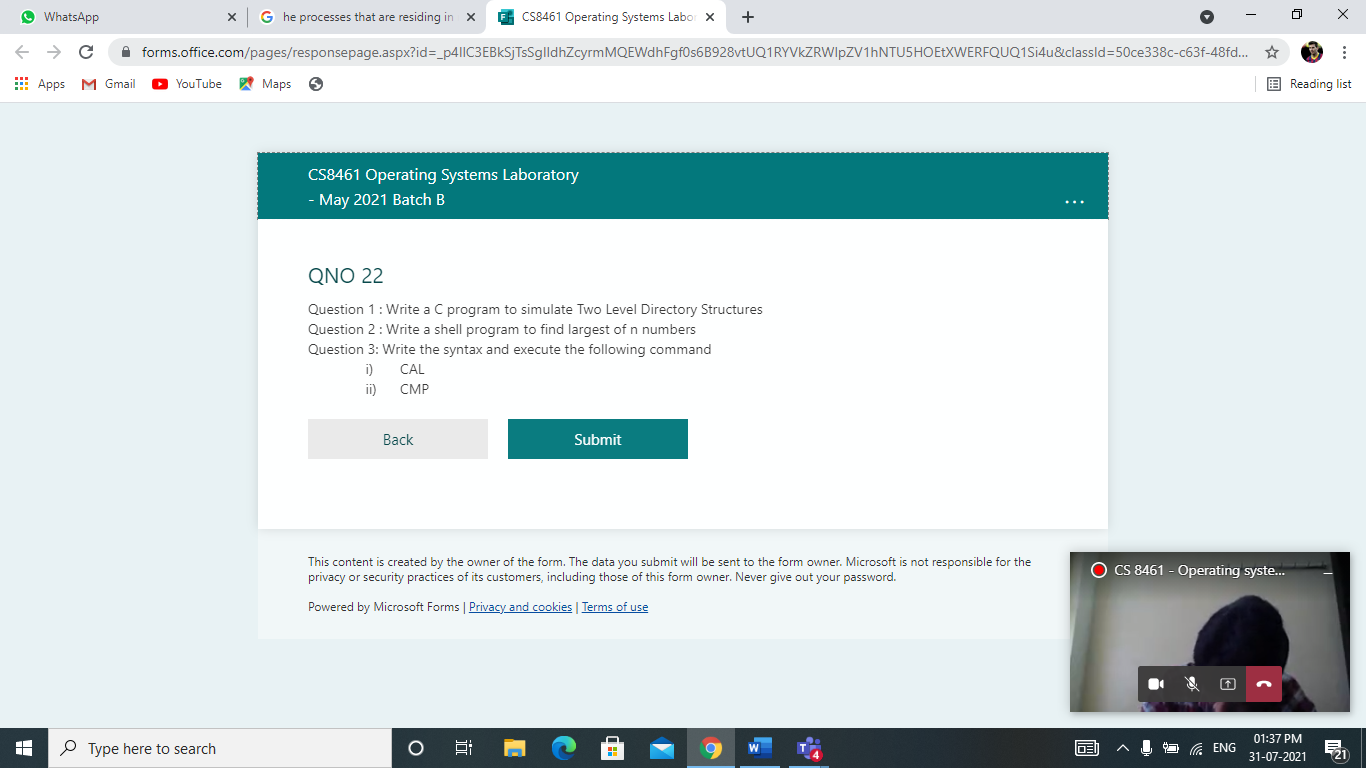 WhatsApp
he processes that are residing in
CS8461 Operating Systems Labor
forms.office.com/pages/responsepage.aspx?id=_p4IlC3EBkSjTsSgIldhZcyrmMQEWdhFgf0s6B928vtUQ1RYVkZRWlpZV1hNTU5HOEtXWERFQUQ1Si4u&classId=50ce338c-c63f-48fd...
Apps
Gmail
YouTube
Maps
Reading list
CS8461 Operating Systems Laboratory
- May 2021 Batch B
...
QNO 22
Question 1 : Write a C program to simulate Two Level Directory Structures
Question 2 : Write a shell program to find largest of n numbers
Question 3: Write the syntax and execute the following command
i) CAL
ii) CMP
Back
Submit
This content is created by the owner of the form. The data you submit will be sent to the form owner. Microsoft is not responsible for the
privacy or security practices of its customers, including those of this form owner. Never give out your password.
Powered by Microsoft Forms | Privacy and cookies | Terms of use
CS 8461 - Operating syste...
Type here to search
W
4
ENG
01:37 PM
31-07-2021
21